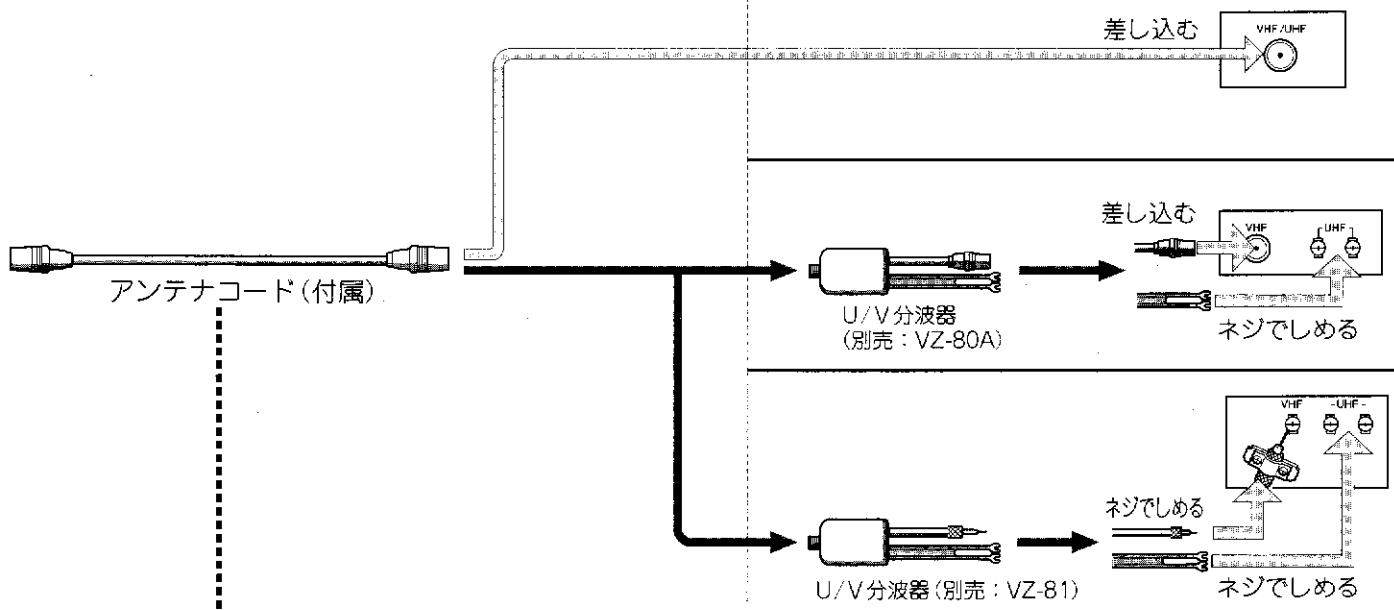 差し込む
VHF/UHF
アンテナコード（付属）
差し込む
VHF
UHF
U/V分波器
（別売：VZ-80A）
ネジでしめる
VHF
-UHF-
ネジでしめる
U/V分波器（別売：VZ-81）
ネジでしめる